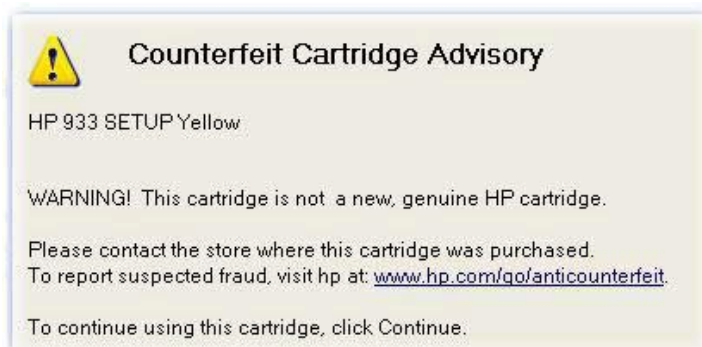 Counterfeit Cartridge Advisory
HP 933 SETUP Yellow
WARNING! This cartridge is not a new, genuine HP cartridge.
Please contact the store where this cartridge was purchased.
To report suspected fraud, visit hp at: www.hp.com/go/anticounterfeit.
To continue using this cartridge, click Continue.